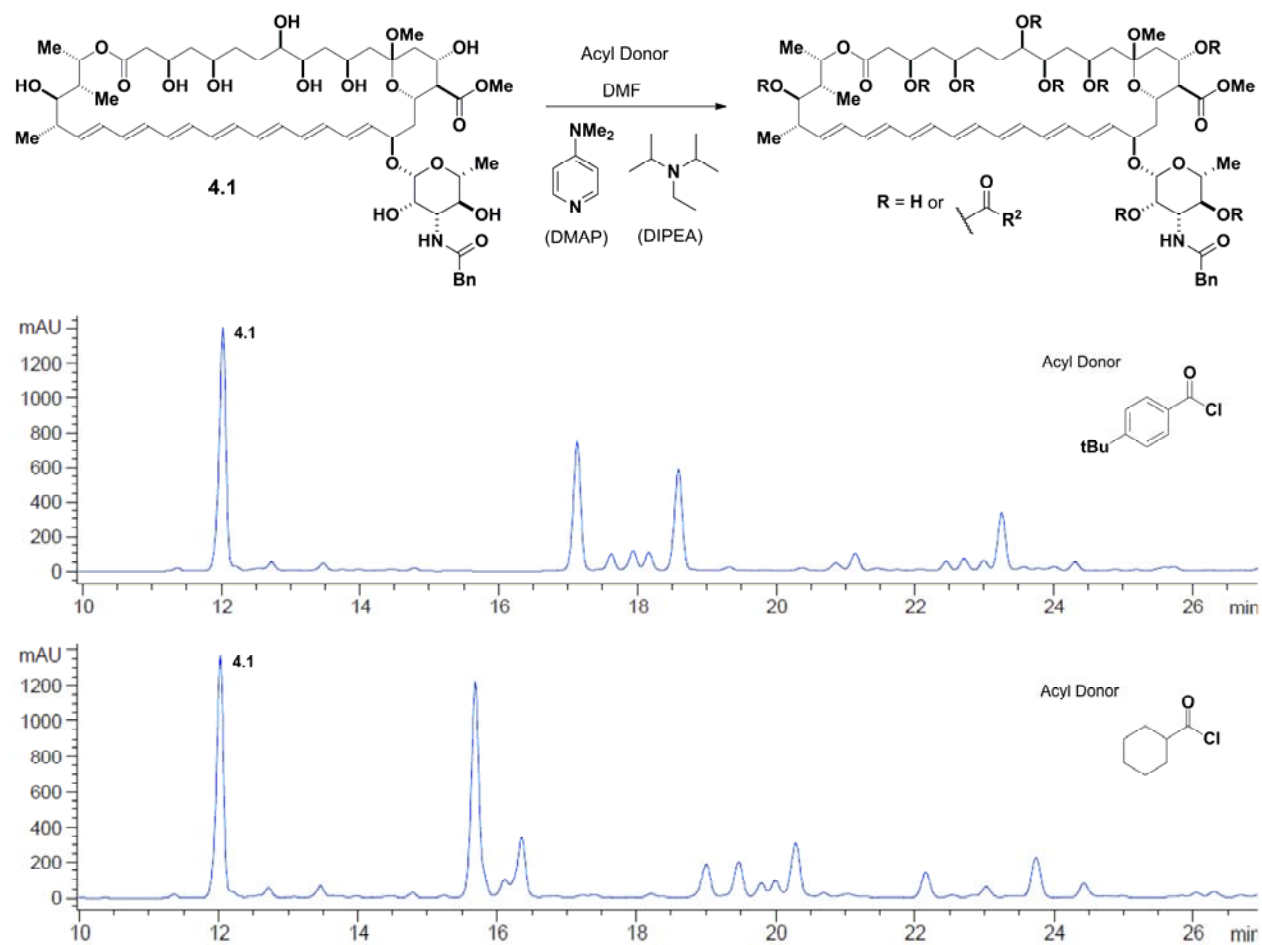 OH
OMe
OH
Me
O
O
OH
OH
OH
OH
O
OMe
O
HO
Me
Me
O
O
Me
HO
OH
HN
O
Bn
4.1
Acyl Donor
DMF
NMe2
N
(DMAP)
N
(DIPEA)
OR
OMe
OR
Me
O
O
OR
OR
OR
OR
O
OMe
O
RO
Me
Me
O
O
Me
RO
OR
HN
O
Bn
R = H or
O
R2
mAU
1200
1000
800
600
400
200
0
4.1
Acyl Donor
O
Cl
tBu
10 12 14 16 18 20 22 24 26 min
mAU
1200
1000
800
600
400
200
0
4.1
Acyl Donor
O
Cl
10 12 14 16 18 20 22 24 26 min